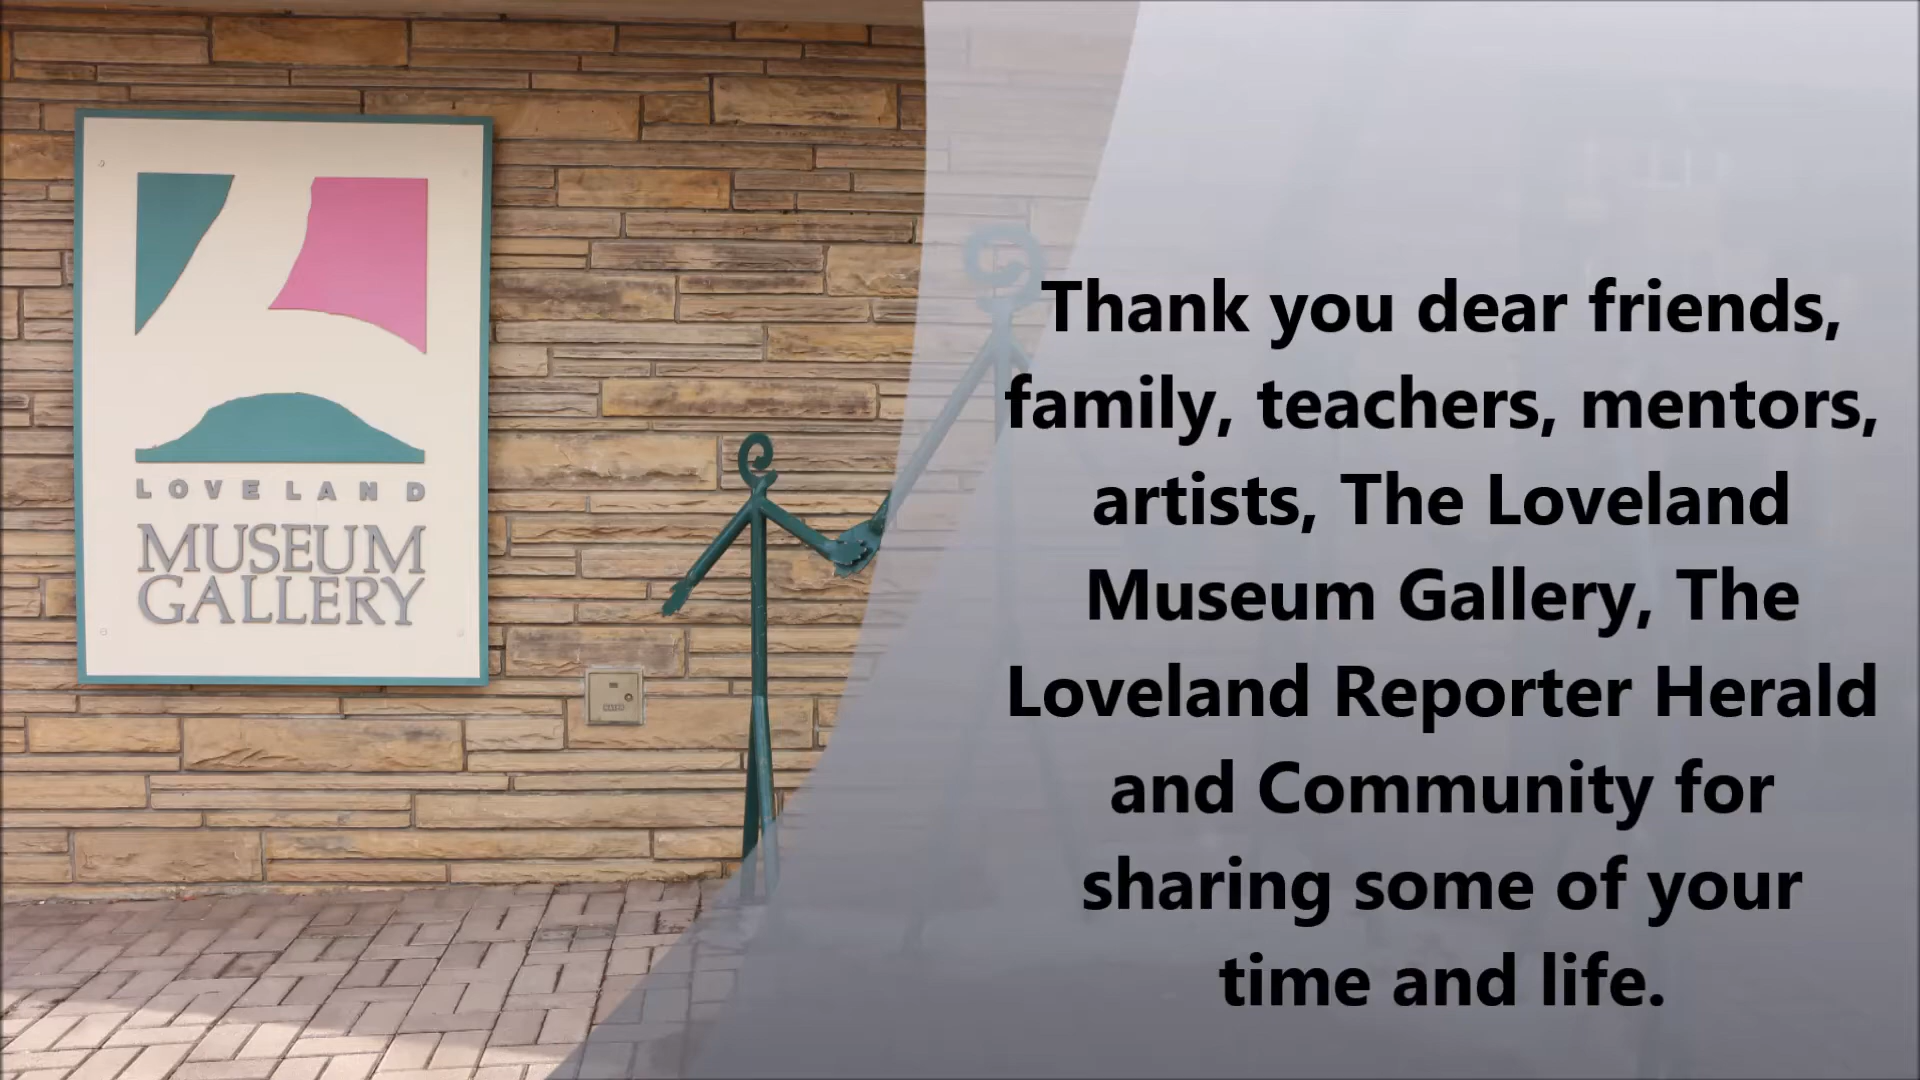 LOVELAND
MUSEUM
GALLERY
Thank you dear friends,
family, teachers, mentors,
artists, The Loveland
Museum Gallery, The
Loveland Reporter Herald
and Community for
sharing some of your
time and life.